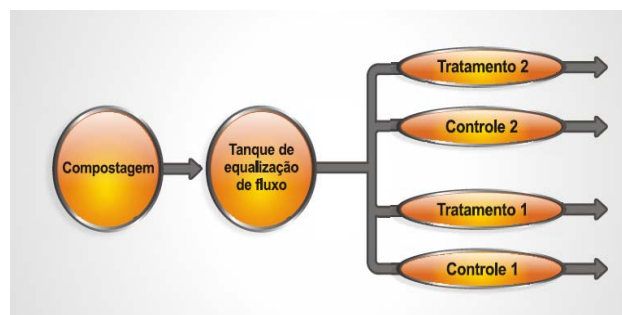 Compostagem
Tanque de
equalização
de fluxo
Tratamento 2
Controle 2
Tratamento 1
Controle 1